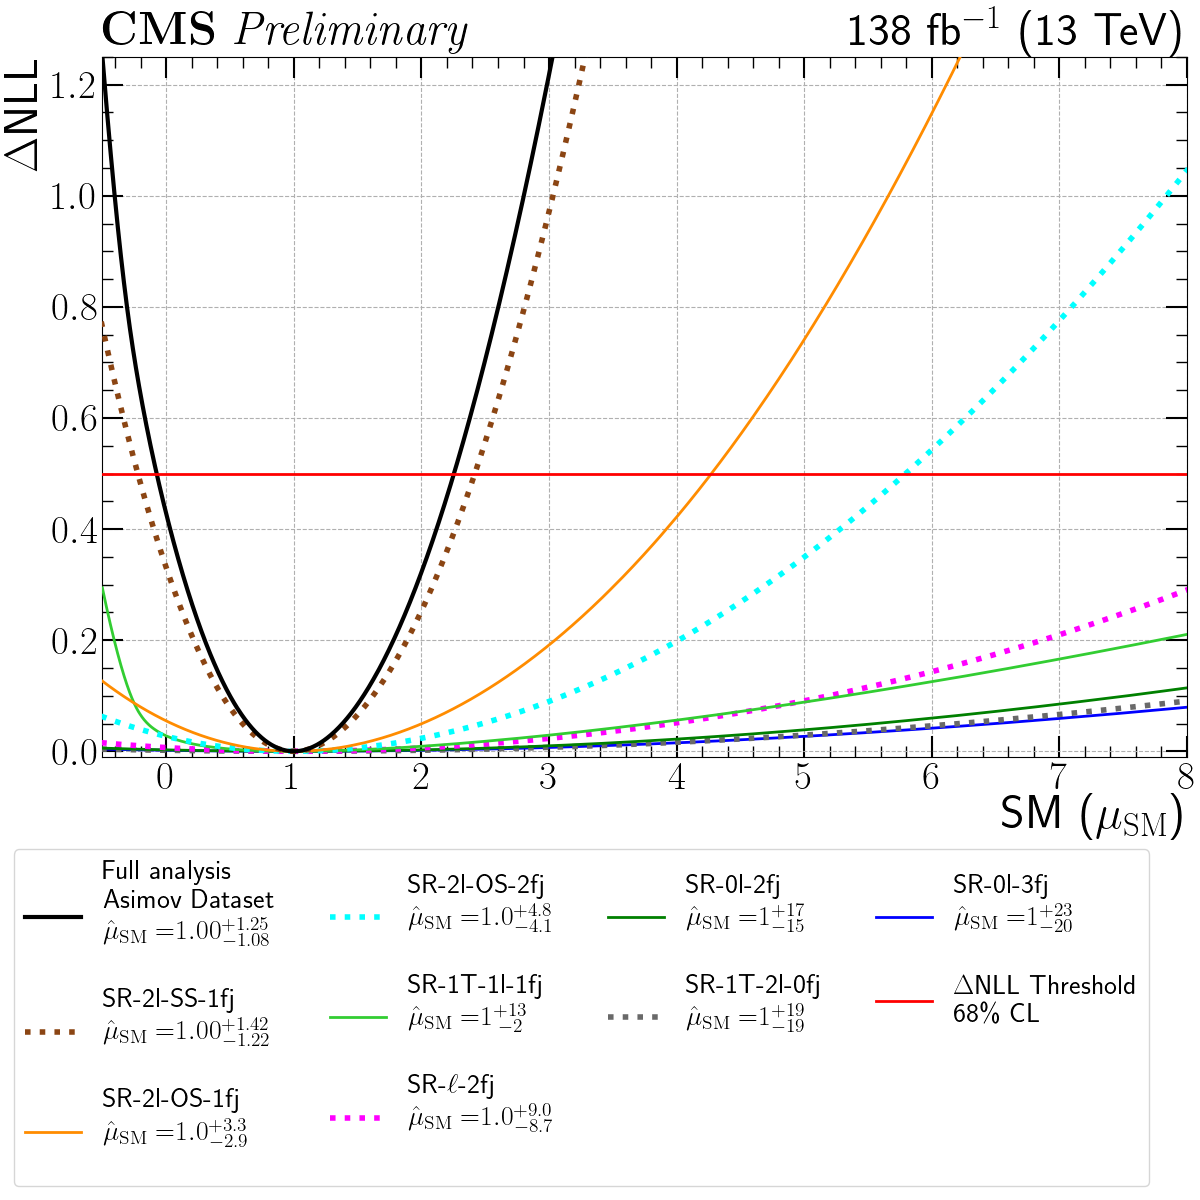 CMS Preliminary
138 fb⁻¹ (13 TeV)
ΔNLL
1.2
1.0
0.8
0.6
0.4
0.2
0.0
0 1 2 3 4 5 6 7 8
SM (μ_SM)
Full analysis
Asimov Dataset
μ̂_SM = 1.00 +1.25 −1.08
SR-2l-SS-1fj
μ̂_SM = 1.00 +1.42 −1.22
SR-2l-OS-1fj
μ̂_SM = 1.0 +3.3 −2.9
SR-2l-OS-2fj
μ̂_SM = 1.0 +4.8 −4.1
SR-1T-1l-1fj
μ̂_SM = 1 +13 −2
SR-ℓ-2fj
μ̂_SM = 1.0 +9.0 −8.7
SR-0l-2fj
μ̂_SM = 1 +17 −15
SR-1T-2l-0fj
μ̂_SM = 1 +19 −19
SR-0l-3fj
μ̂_SM = 1 +23 −20
ΔNLL Threshold
68% CL